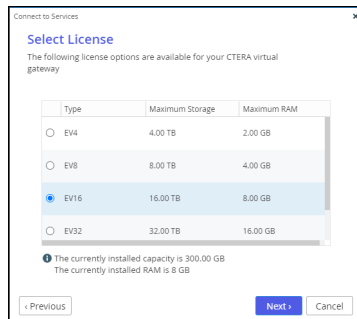 Connect to Services
×
Select License
The following license options are available for your CTERA virtual
gateway
Type Maximum Storage Maximum RAM
EV4 4.00 TB 2.00 GB
EV8 8.00 TB 4.00 GB
EV16 16.00 TB 8.00 GB
EV32 32.00 TB 16.00 GB
The currently installed capacity is 300.00 GB
The currently installed RAM is 8 GB
‹ Previous Next › Cancel